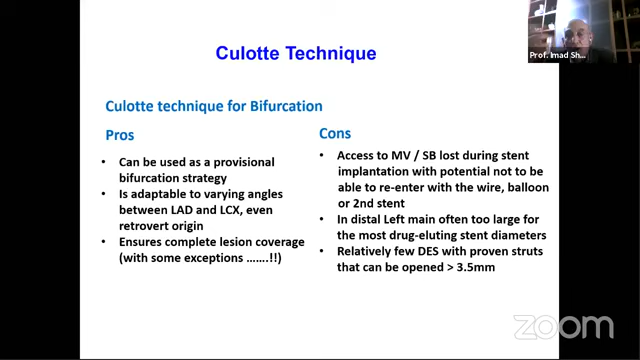 Culotte Technique
Prof. Imad Sh...
Culotte technique for Bifurcation
Pros
• Can be used as a provisional
bifurcation strategy
• Is adaptable to varying angles
between LAD and LCX, even
retrovert origin
• Ensures complete lesion coverage
(with some exceptions …….!!)
Cons
• Access to MV / SB lost during stent
implantation with potential not to be
able to re-enter with the wire, balloon
or 2nd stent
• In distal Left main often too large for
the most drug-eluting stent diameters
• Relatively few DES with proven struts
that can be opened > 3.5mm
zoom